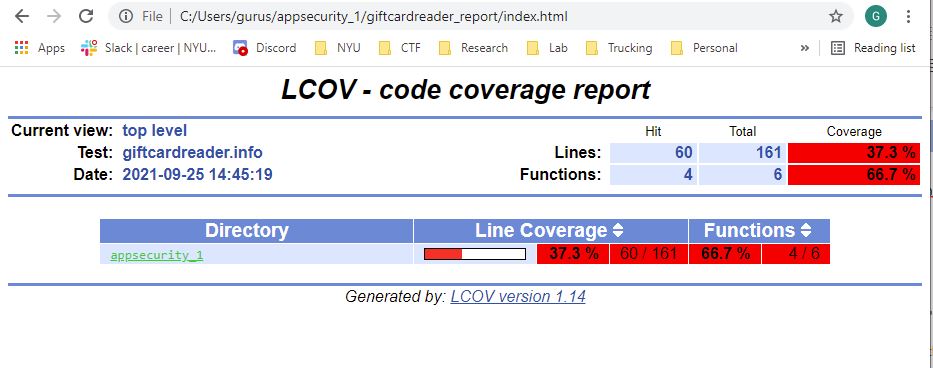 File | C:/Users/gurus/appsecurity_1/giftcardreader_report/index.html
G
Apps Slack | career | NYU... Discord NYU CTF Research Lab Trucking Personal » Reading list
LCOV - code coverage report
Current view: top level Hit Total Coverage
Test: giftcardreader.info Lines: 60 161 37.3 %
Date: 2021-09-25 14:45:19 Functions: 4 6 66.7 %
Directory Line Coverage Functions
appsecurity_1 37.3 % 60 / 161 66.7 % 4 / 6
Generated by: LCOV version 1.14